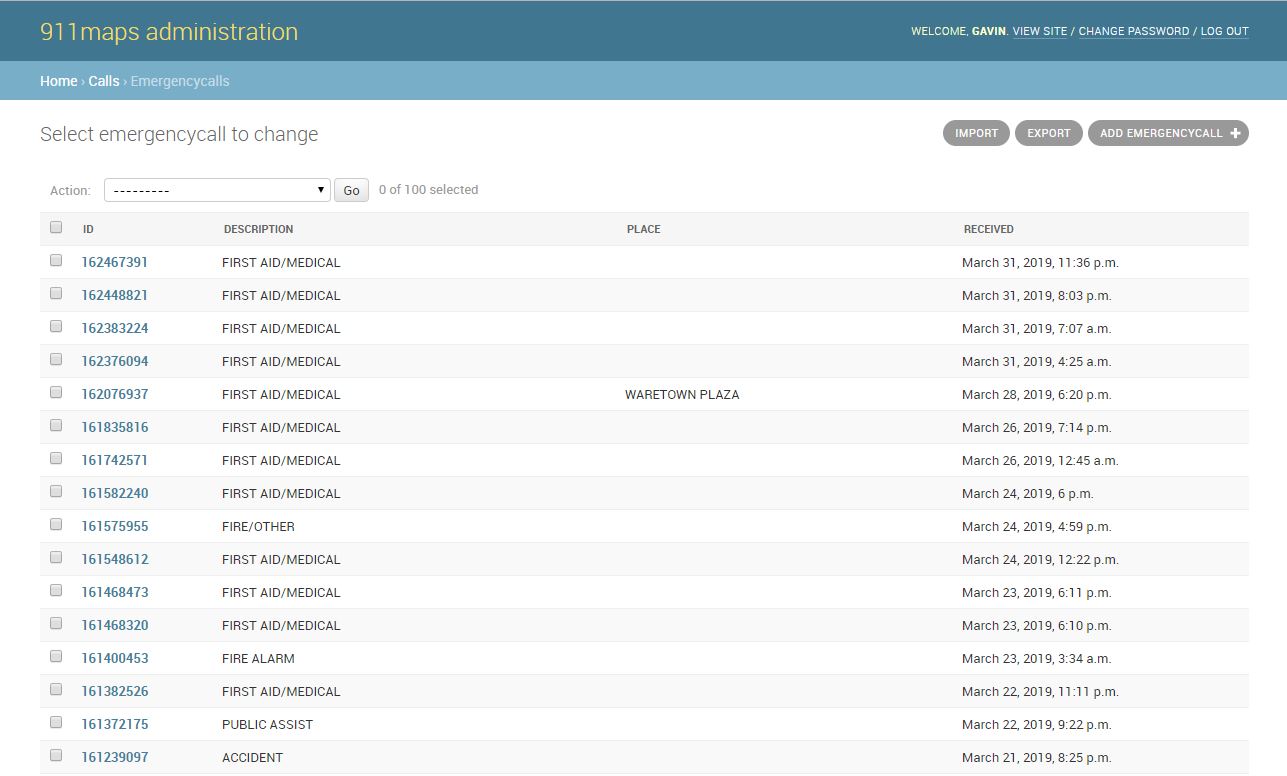 911maps administration WELCOME, GAVIN. VIEW SITE / CHANGE PASSWORD / LOG OUT
Home › Calls › Emergencycalls
Select emergencycall to change IMPORT EXPORT ADD EMERGENCYCALL +
Action: --------- Go 0 of 100 selected
ID DESCRIPTION PLACE RECEIVED
162467391 FIRST AID/MEDICAL March 31, 2019, 11:36 p.m.
162448821 FIRST AID/MEDICAL March 31, 2019, 8:03 p.m.
162383224 FIRST AID/MEDICAL March 31, 2019, 7:07 a.m.
162376094 FIRST AID/MEDICAL March 31, 2019, 4:25 a.m.
162076937 FIRST AID/MEDICAL WARETOWN PLAZA March 28, 2019, 6:20 p.m.
161835816 FIRST AID/MEDICAL March 26, 2019, 7:14 p.m.
161742571 FIRST AID/MEDICAL March 26, 2019, 12:45 a.m.
161582240 FIRST AID/MEDICAL March 24, 2019, 6 p.m.
161575955 FIRE/OTHER March 24, 2019, 4:59 p.m.
161548612 FIRST AID/MEDICAL March 24, 2019, 12:22 p.m.
161468473 FIRST AID/MEDICAL March 23, 2019, 6:11 p.m.
161468320 FIRST AID/MEDICAL March 23, 2019, 6:10 p.m.
161400453 FIRE ALARM March 23, 2019, 3:34 a.m.
161382526 FIRST AID/MEDICAL March 22, 2019, 11:11 p.m.
161372175 PUBLIC ASSIST March 22, 2019, 9:22 p.m.
161239097 ACCIDENT March 21, 2019, 8:25 p.m.